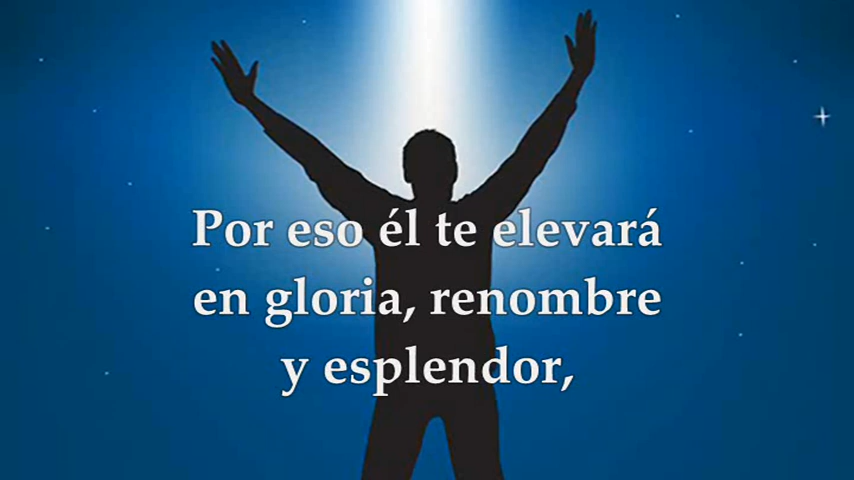 Por eso él te elevará
en gloria, renombre
y esplendor,